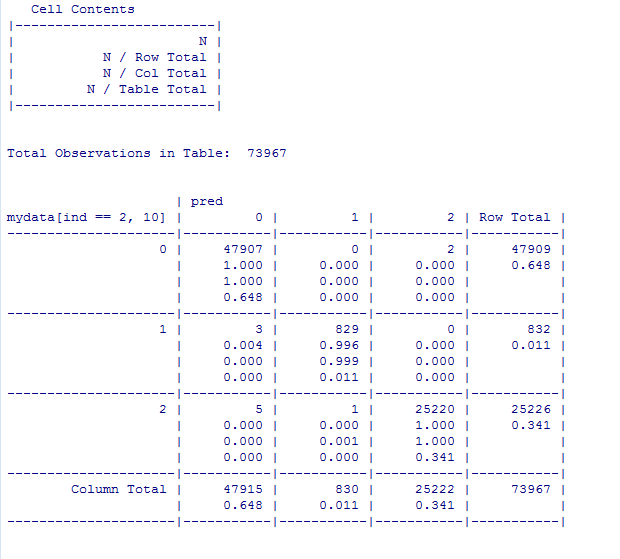 Cell Contents
|-------------------------|
|                       N |
|           N / Row Total |
|           N / Col Total |
|         N / Table Total |
|-------------------------|
Total Observations in Table:  73967
                     | pred
mydata[ind == 2, 10] |         0 |         1 |         2 | Row Total |
---------------------|-----------|-----------|-----------|-----------|
                   0 |     47907 |         0 |         2 |     47909 |
                     |     1.000 |     0.000 |     0.000 |     0.648 |
                     |     1.000 |     0.000 |     0.000 |           |
                     |     0.648 |     0.000 |     0.000 |           |
---------------------|-----------|-----------|-----------|-----------|
                   1 |         3 |       829 |         0 |       832 |
                     |     0.004 |     0.996 |     0.000 |     0.011 |
                     |     0.000 |     0.999 |     0.000 |           |
                     |     0.000 |     0.011 |     0.000 |           |
---------------------|-----------|-----------|-----------|-----------|
                   2 |         5 |         1 |     25220 |     25226 |
                     |     0.000 |     0.000 |     1.000 |     0.341 |
                     |     0.000 |     0.001 |     1.000 |           |
                     |     0.000 |     0.000 |     0.341 |           |
---------------------|-----------|-----------|-----------|-----------|
        Column Total |     47915 |       830 |     25222 |     73967 |
                     |     0.648 |     0.011 |     0.341 |           |
---------------------|-----------|-----------|-----------|-----------|